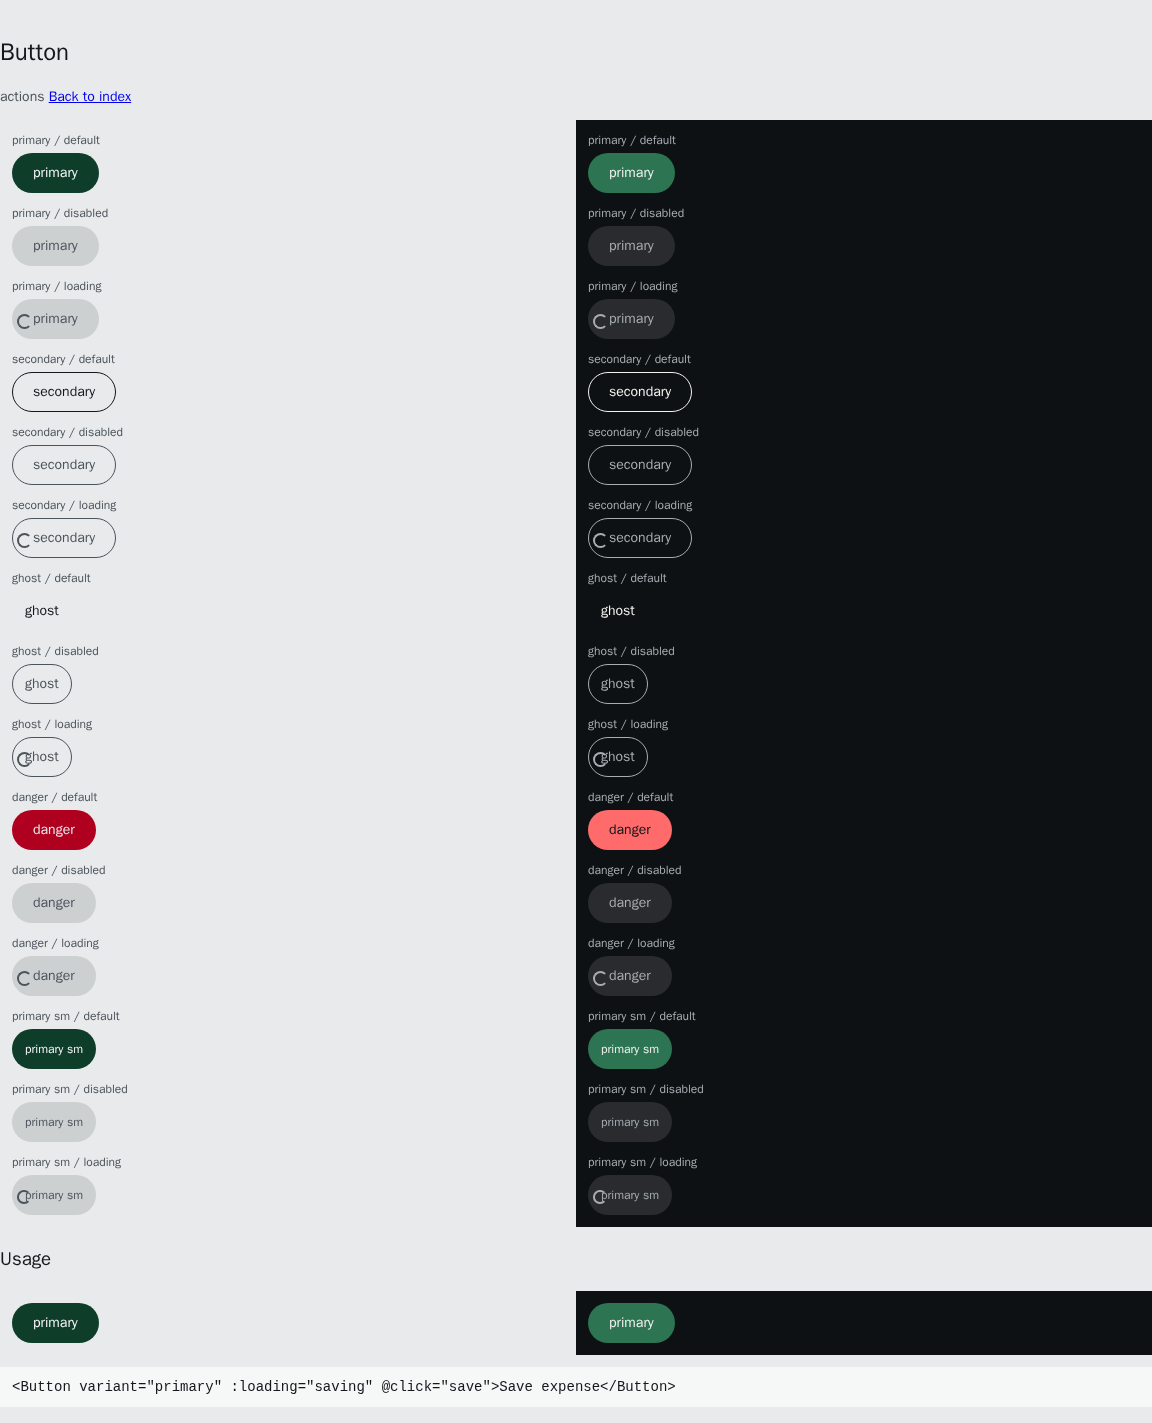 Button
actions Back to index
primary / default
primary
primary / disabled
primary
primary / loading
primary
secondary / default
secondary
secondary / disabled
secondary
secondary / loading
secondary
ghost / default
ghost
ghost / disabled
ghost
ghost / loading
ghost
danger / default
danger
danger / disabled
danger
danger / loading
danger
primary sm / default
primary sm
primary sm / disabled
primary sm
primary sm / loading
primary sm
primary / default
primary
primary / disabled
primary
primary / loading
primary
secondary / default
secondary
secondary / disabled
secondary
secondary / loading
secondary
ghost / default
ghost
ghost / disabled
ghost
ghost / loading
ghost
danger / default
danger
danger / disabled
danger
danger / loading
danger
primary sm / default
primary sm
primary sm / disabled
primary sm
primary sm / loading
primary sm
Usage
primary
primary
<Button variant="primary" :loading="saving" @click="save">Save expense</Button>